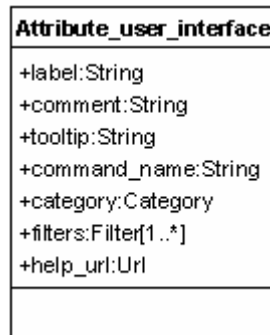 Attribute_user_interface
+label:String
+comment:String
+tooltip:String
+command_name:String
+category:Category
+filters:Filter[1..*]
+help_url:Url